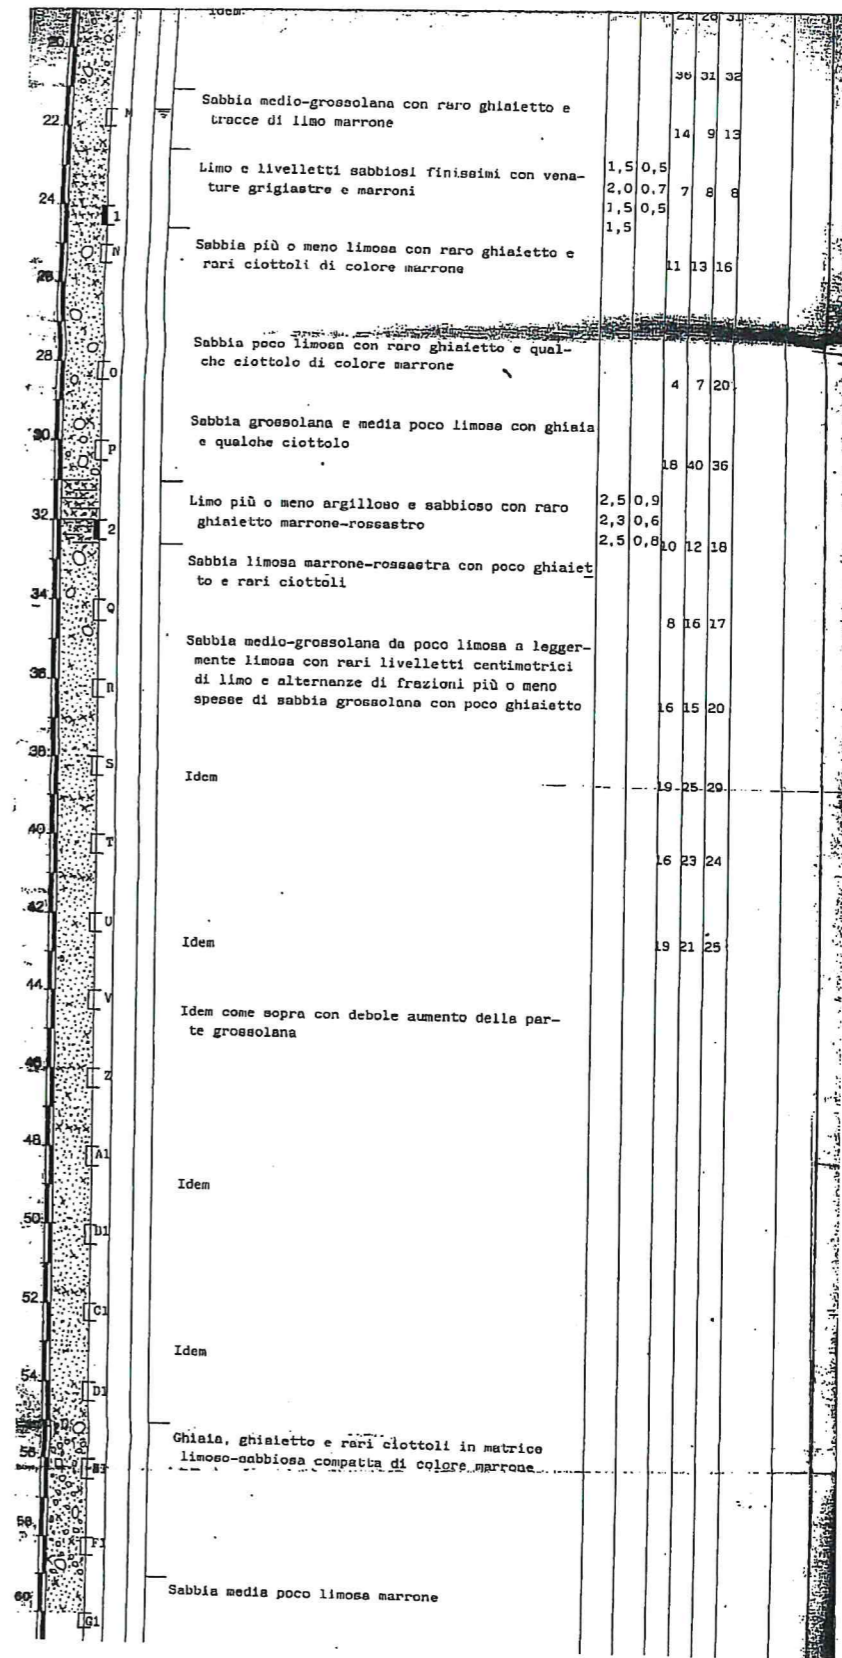 Idem
21 26 31
20
36 31 32
Sabbia medio-grossolana con raro ghiaietto e
22 M tracce di limo marrone
14 9 13
Limo e livelletti sabbiosi finissimi con vena- 1,5 0,5
ture grigiastre e marroni 2,0 0,7 7 8 8
24 1 1,5 0,5
1,5
N Sabbia più o meno limosa con raro ghiaietto e
rari ciottoli di colore marrone 11 13 16
26
Sabbia poco limosa con raro ghiaietto e qual-
28 O che ciottolo di colore marrone
4 7 20
Sabbia grossolana e media poco limosa con ghiaia
30 P e qualche ciottolo
18 40 36
Limo più o meno argilloso e sabbioso con raro 2,5 0,9
32 2 ghiaietto marrone-rossastro 2,3 0,6
2,5 0,8 10 12 18
Sabbia limosa marrone-rossastra con poco ghiaiet
34 Q to e rari ciottoli
8 16 17
Sabbia medio-grossolana da poco limosa a legger-
mente limosa con rari livelletti centimetrici
36 R di limo e alternanze di frazioni più o meno
spesse di sabbia grossolana con poco ghiaietto 16 15 20
38 S
Idem 19 25 29
40 T
16 23 24
42 U
Idem 19 21 25
44 V
Idem come sopra con debole aumento della par-
te grossolana
46 Z
48 A1
Idem
50 B1
52 C1
Idem
54 D1
Ghiaia, ghiaietto e rari ciottoli in matrice
56 limoso-sabbiosa compatta di colore marrone
58 F1
Sabbia media poco limosa marrone
60 G1